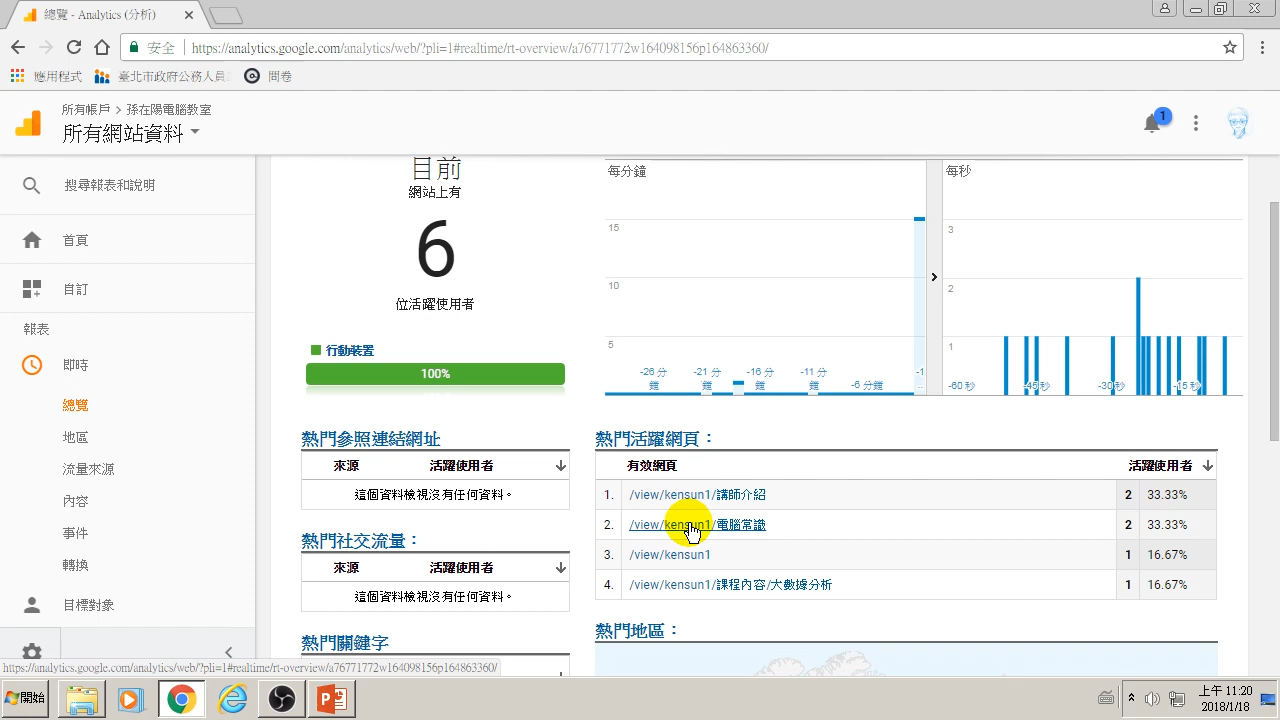 總覽 - Analytics (分析)
安全 https://analytics.google.com/analytics/web/?pli=1#realtime/rt-overview/a76771772w164098156p164863360/
應用程式 臺北市政府公務人員 問卷
所有帳戶 > 孫在陽電腦教室
所有網站資料
1
搜尋報表和說明
首頁
自訂
報表
即時
總覽
地區
流量來源
內容
事件
轉換
目標對象
目前
網站上有
6
位活躍使用者
行動裝置
100%
每分鐘
15
10
5
-26 分鐘
-21 分鐘
-16 分鐘
-11 分鐘
-6 分鐘
-1
每秒
3
2
1
-60 秒
-45 秒
-30 秒
-15 秒
熱門參照連結網址
來源 活躍使用者
這個資料檢視沒有任何資料。
熱門社交流量：
來源 活躍使用者
這個資料檢視沒有任何資料。
熱門關鍵字
熱門活躍網頁：
有效網頁 活躍使用者
1. /view/kensun1/講師介紹 2 33.33%
2. /view/kensun1/電腦常識 2 33.33%
3. /view/kensun1 1 16.67%
4. /view/kensun1/課程內容/大數據分析 1 16.67%
熱門地區：
https://analytics.google.com/analytics/web/?pli=1#realtime/rt-overview/a76771772w164098156p164863360/
開始
上午 11:20
2018/1/18